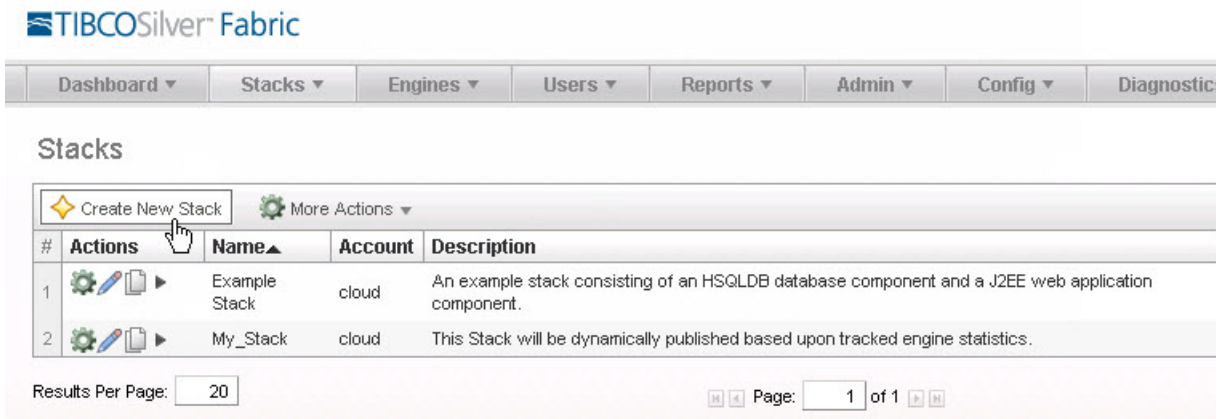 TIBCOSilver™ Fabric
Dashboard Stacks Engines Users Reports Admin Config Diagnostic
Stacks
Create New Stack More Actions
# Actions Name Account Description
1 Example Stack cloud An example stack consisting of an HSQLDB database component and a J2EE web application component.
2 My_Stack cloud This Stack will be dynamically published based upon tracked engine statistics.
Results Per Page: 20 Page: 1 of 1